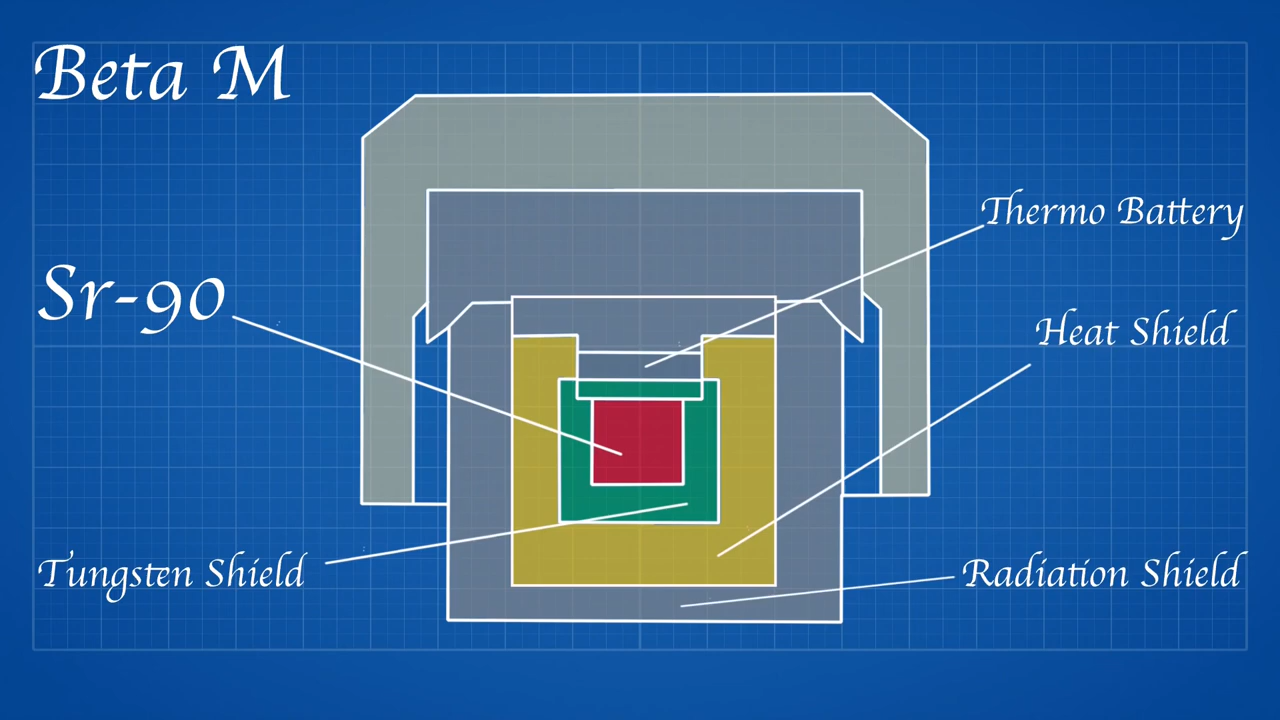 Beta M
Thermo Battery
Sr-90
Heat Shield
Tungsten Shield
Radiation Shield